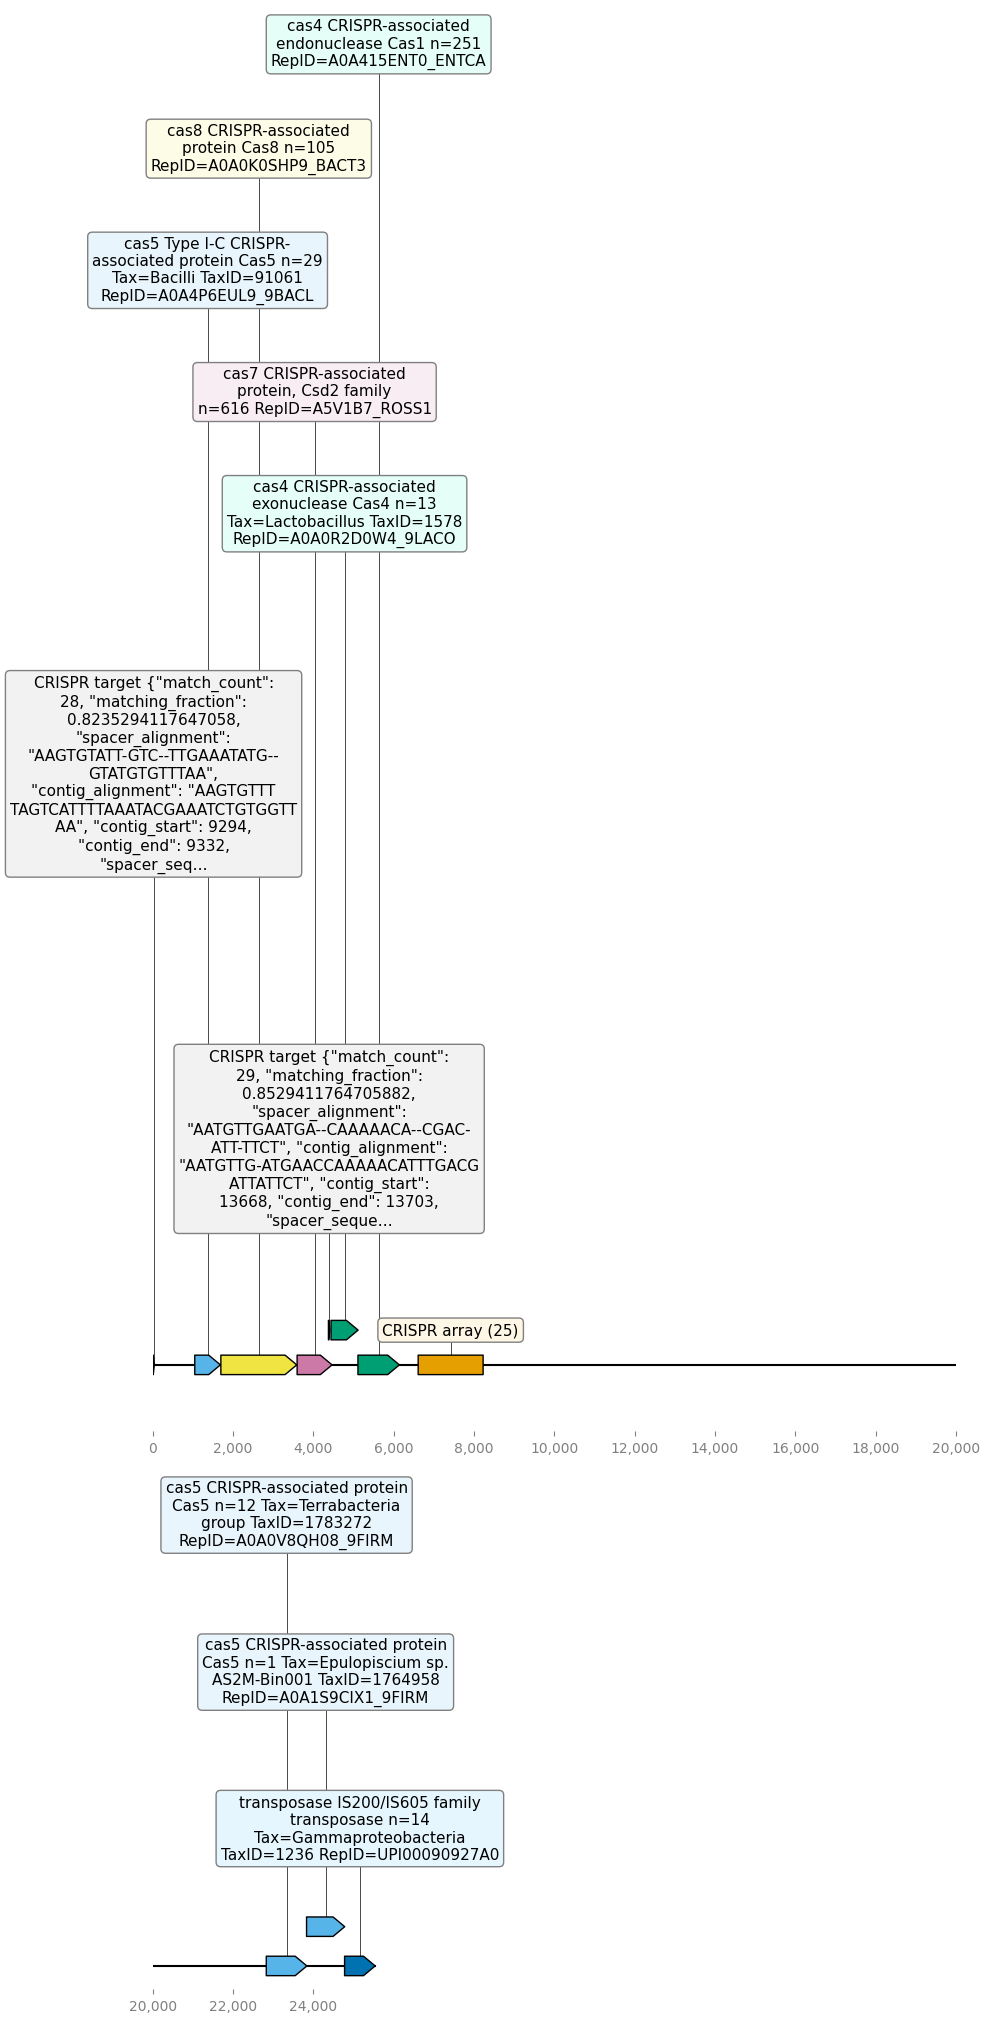 cas4 CRISPR-associated
endonuclease Cas1 n=251
RepID=A0A415ENT0_ENTCA
cas8 CRISPR-associated
protein Cas8 n=105
RepID=A0A0K0SHP9_BACT3
cas5 Type I-C CRISPR-
associated protein Cas5 n=29
Tax=Bacilli TaxID=91061
RepID=A0A4P6EUL9_9BACL
cas7 CRISPR-associated
protein, Csd2 family
n=616 RepID=A5V1B7_ROSS1
cas4 CRISPR-associated
exonuclease Cas4 n=13
Tax=Lactobacillus TaxID=1578
RepID=A0A0R2D0W4_9LACO
CRISPR target {"match_count":
28, "matching_fraction":
0.8235294117647058,
"spacer_alignment":
"AAGTGTATT-GTC--TTGAAATATG--
GTATGTGTTTAA",
"contig_alignment": "AAGTGTTT
TAGTCATTTTAAATACGAAATCTGTGGTT
AA", "contig_start": 9294,
"contig_end": 9332,
"spacer_seq...
CRISPR target {"match_count":
29, "matching_fraction":
0.8529411764705882,
"spacer_alignment":
"AATGTTGAATGA--CAAAAACA--CGAC-
ATT-TTCT", "contig_alignment":
"AATGTTG-ATGAACCAAAAACATTTGACG
ATTATTCT", "contig_start":
13668, "contig_end": 13703,
"spacer_seque...
CRISPR array (25)
0 2,000 4,000 6,000 8,000 10,000 12,000 14,000 16,000 18,000 20,000
cas5 CRISPR-associated protein
Cas5 n=12 Tax=Terrabacteria
group TaxID=1783272
RepID=A0A0V8QH08_9FIRM
cas5 CRISPR-associated protein
Cas5 n=1 Tax=Epulopiscium sp.
AS2M-Bin001 TaxID=1764958
RepID=A0A1S9CIX1_9FIRM
transposase IS200/IS605 family
transposase n=14
Tax=Gammaproteobacteria
TaxID=1236 RepID=UPI00090927A0
20,000 22,000 24,000